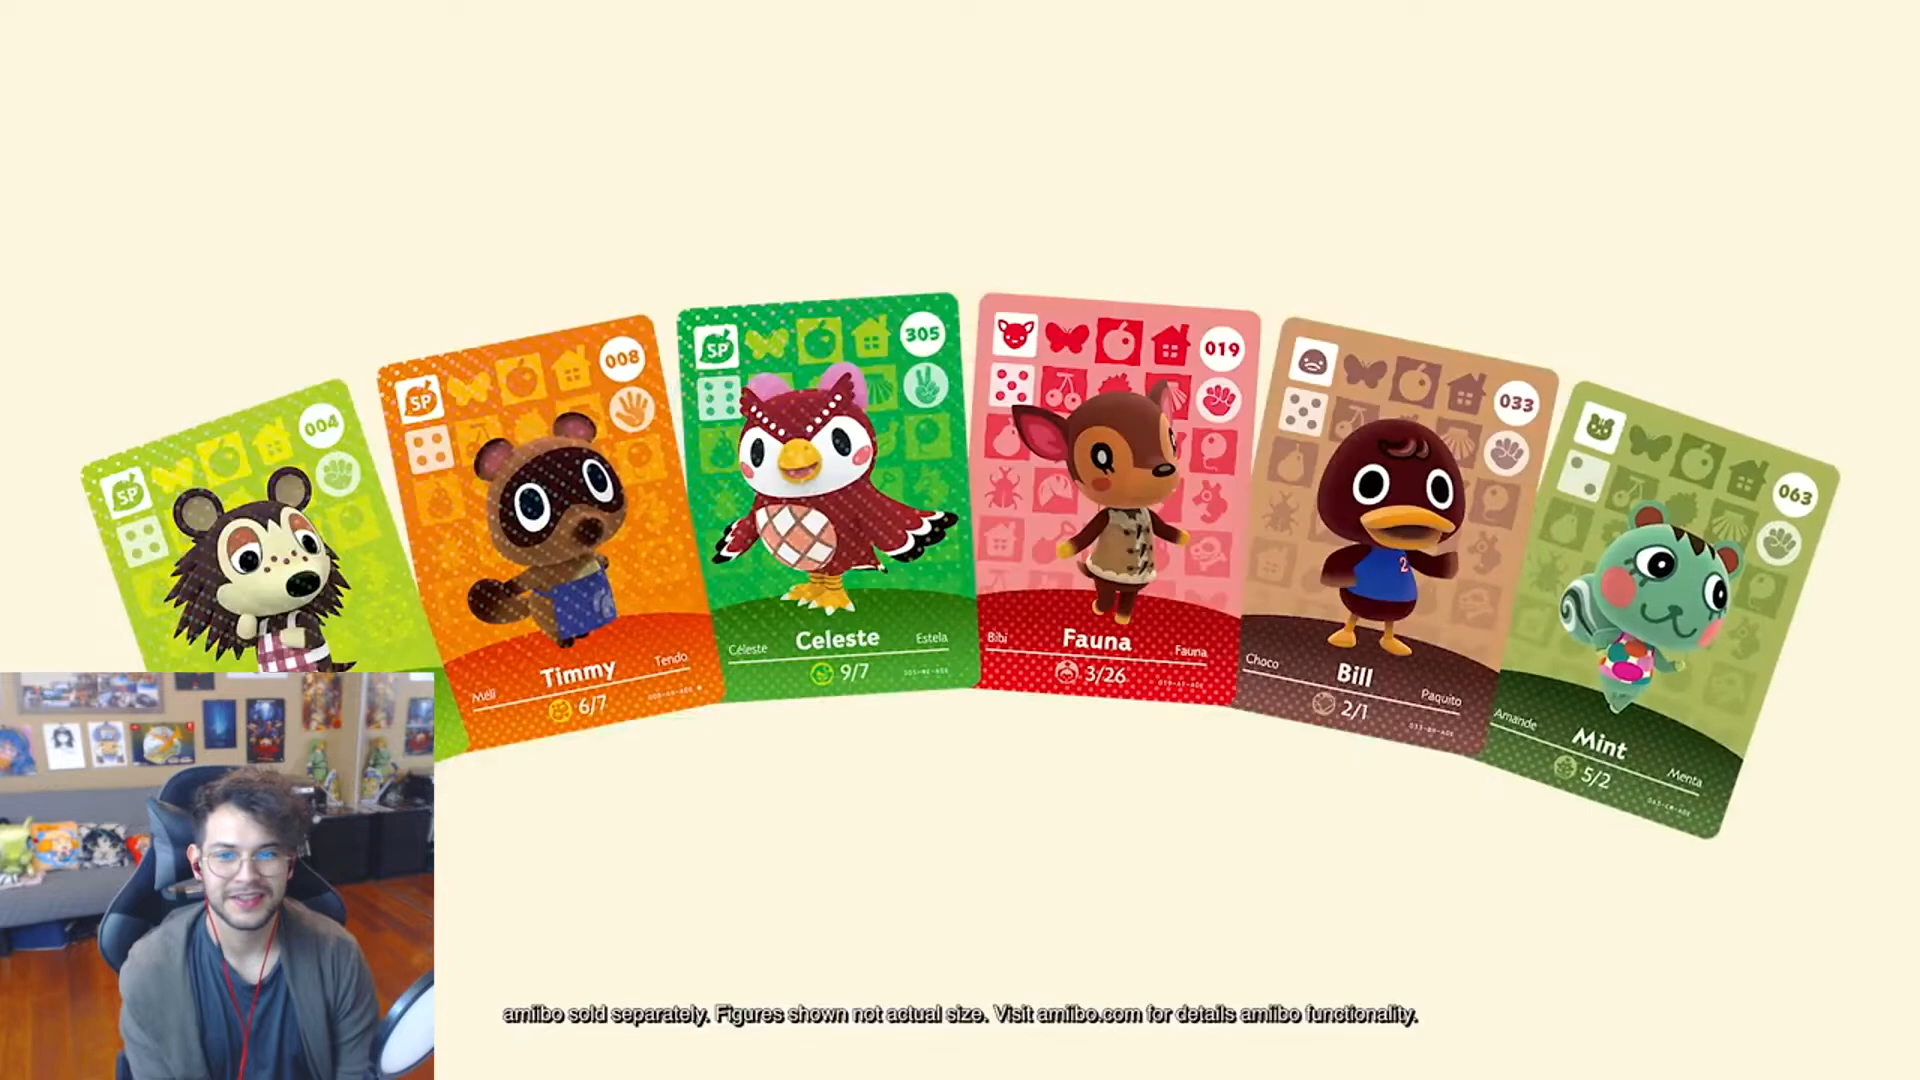 SP
004
SP
008
Méli
Timmy
Tendo
6/7
SP
305
Céleste
Celeste
Estela
9/7
019
Bibi
Fauna
Fauna
3/26
033
2
Choco
Bill
Paquito
2/1
063
Amande
Mint
Menta
5/2
amiibo sold separately. Figures shown not actual size. Visit amiibo.com for details amiibo functionality.